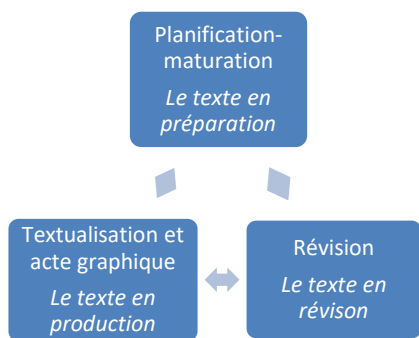 Planification-
maturation
Le texte en
préparation
Textualisation et
acte graphique
Le texte en
production
Révision
Le texte en
révison